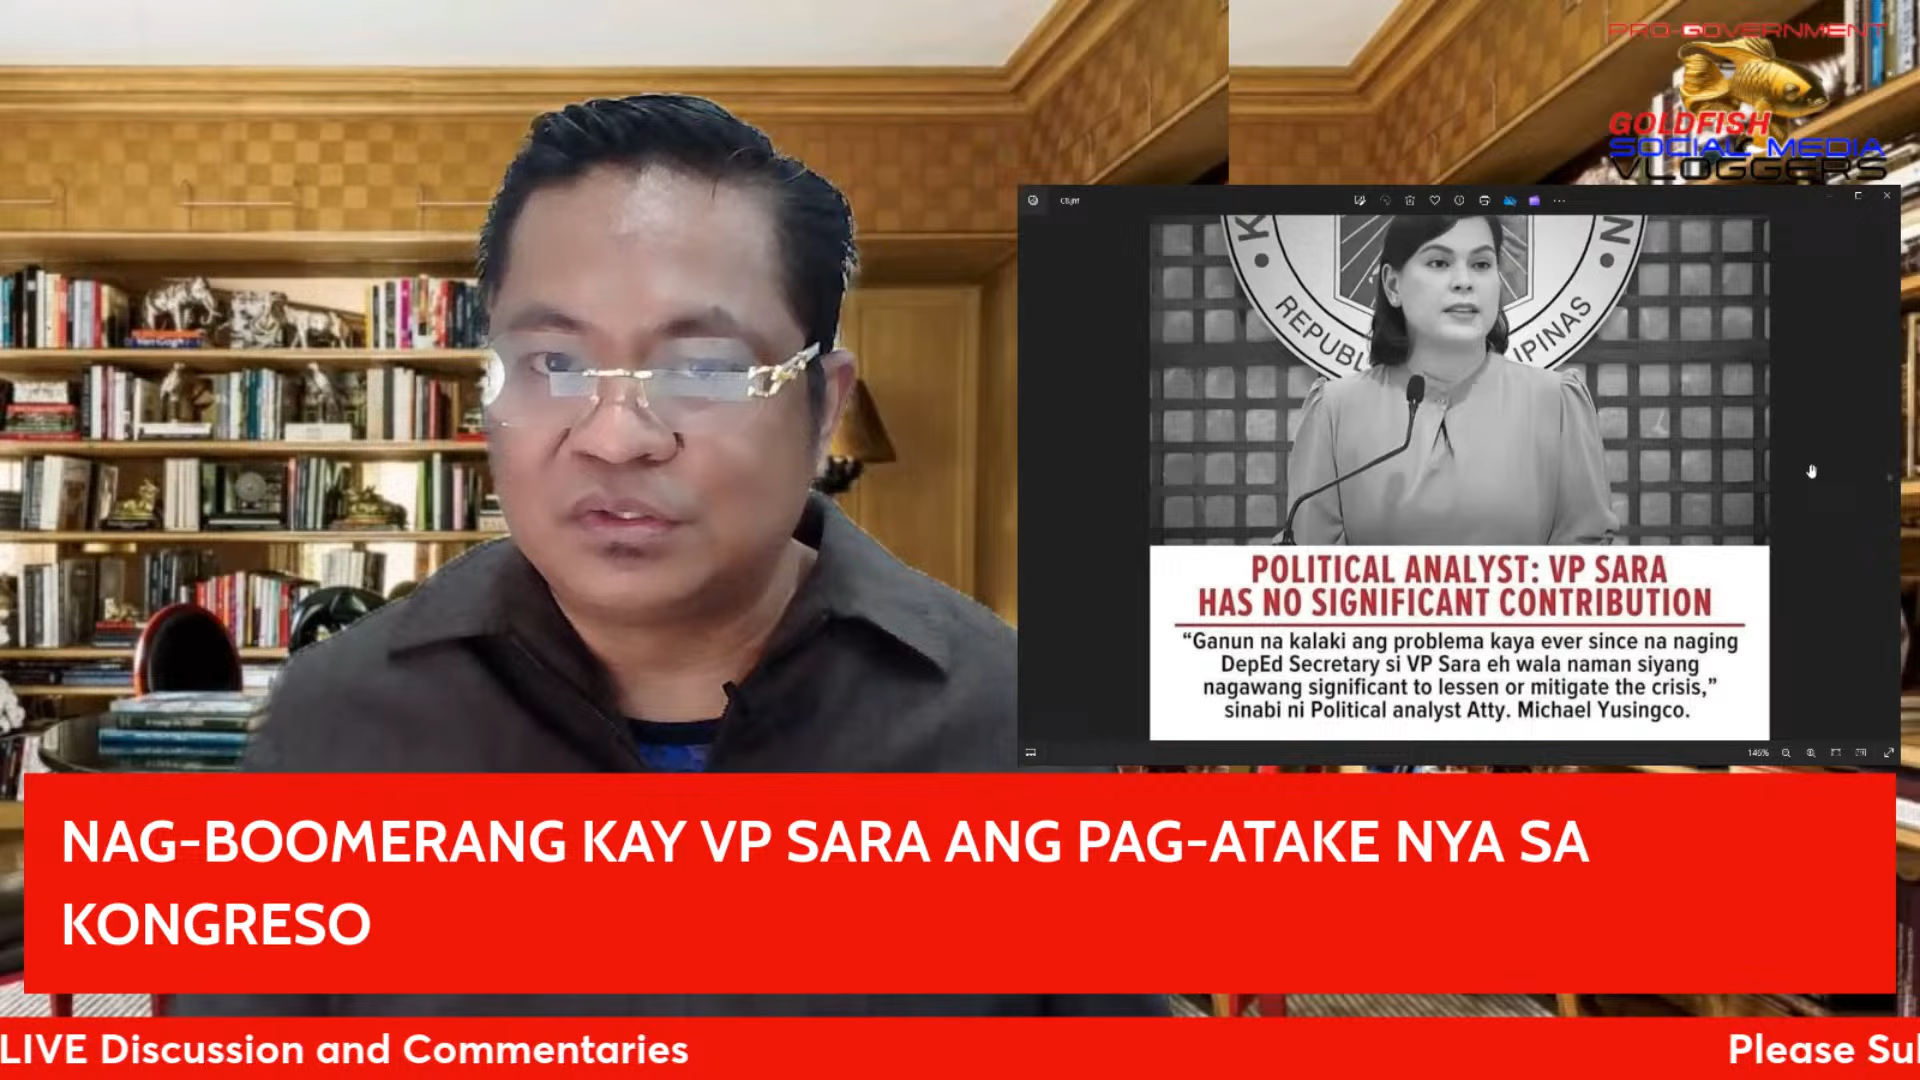 PRO-GOVERNMENT
GOLDFISH
SOCIAL MEDIA
VLOGGERS
K
N
REPUBL
IPINAS
POLITICAL ANALYST: VP SARA
HAS NO SIGNIFICANT CONTRIBUTION
“Ganun na kalaki ang problema kaya ever since na naging
DepEd Secretary si VP Sara eh wala naman siyang
nagawang significant to lessen or mitigate the crisis,”
sinabi ni Political analyst Atty. Michael Yusingco.
146%
NAG-BOOMERANG KAY VP SARA ANG PAG-ATAKE NYA SA
KONGRESO
LIVE Discussion and Commentaries
Please Sul